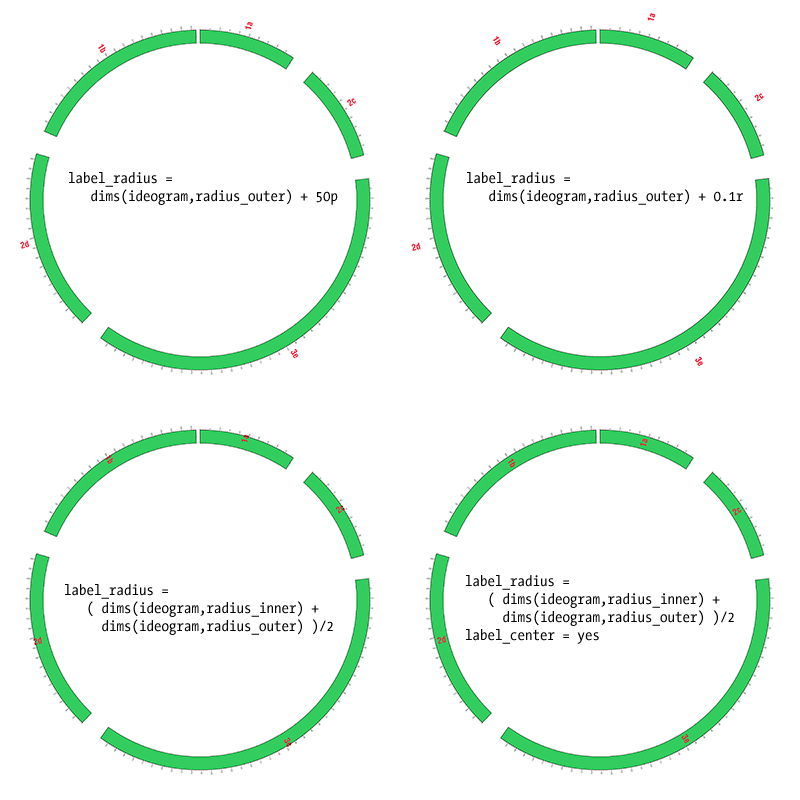 1a
1b
2c
label_radius =
dims(ideogram,radius_outer) + 50p
2d
3e
1a
1b
2c
label_radius =
dims(ideogram,radius_outer) + 0.1r
2d
3e
1a
1b
2c
label_radius =
( dims(ideogram,radius_inner) +
dims(ideogram,radius_outer) )/2
2d
3e
1a
1b
2c
label_radius =
( dims(ideogram,radius_inner) +
dims(ideogram,radius_outer) )/2
label_center = yes
2d
3e